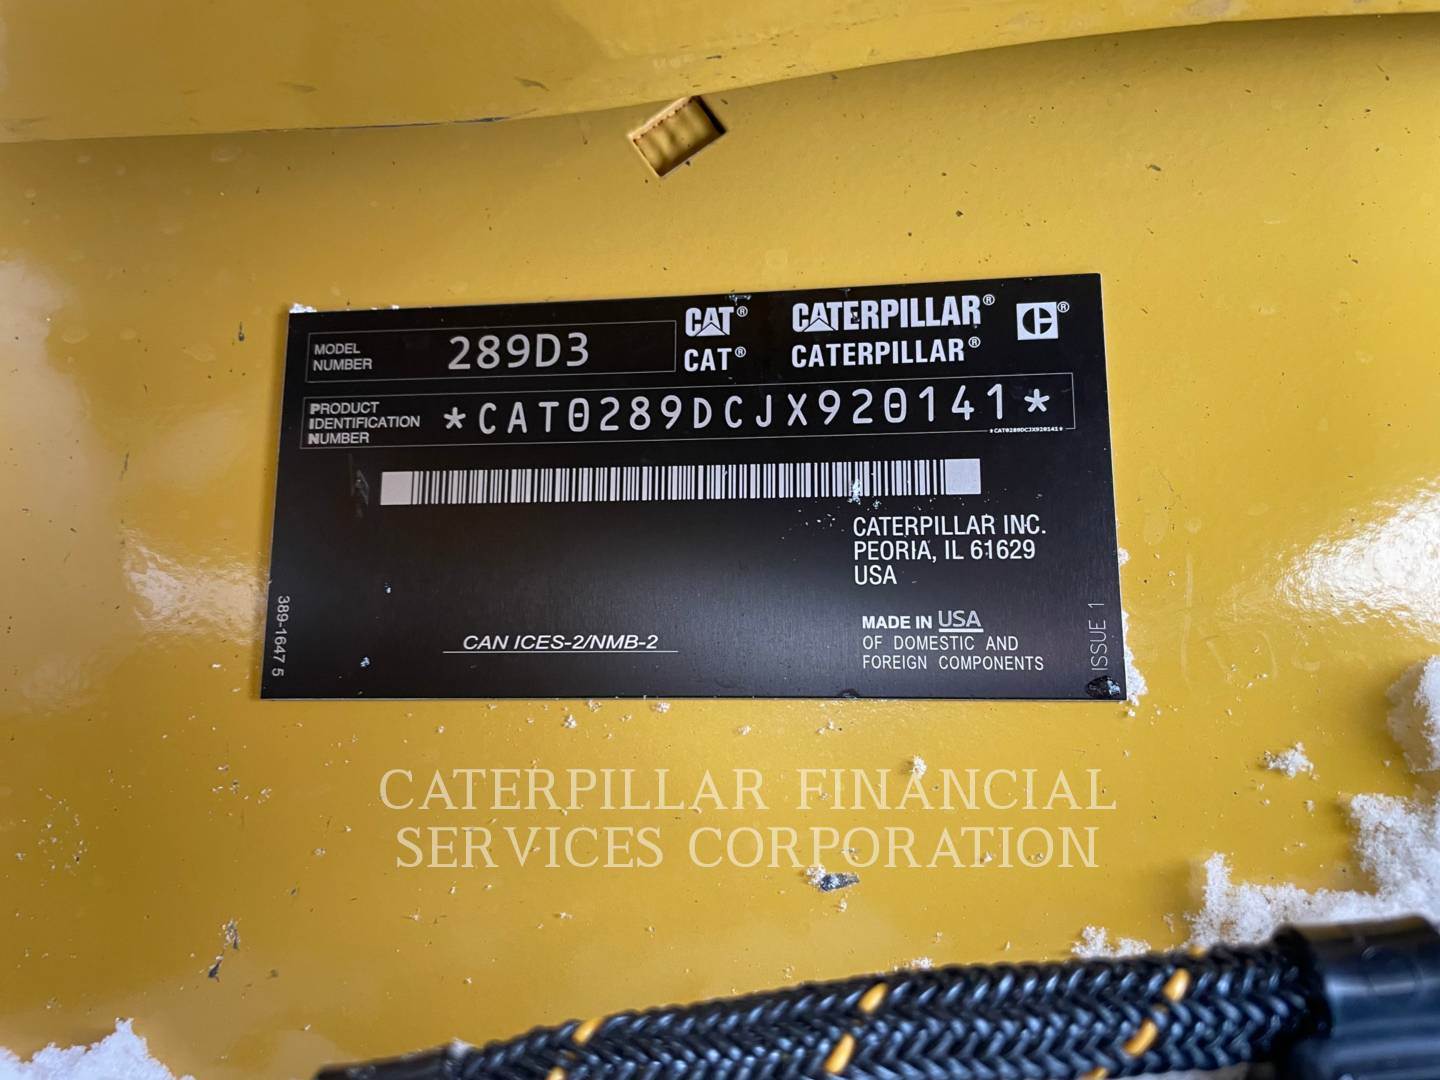 MODEL NUMBER 289D3
CAT® CATERPILLAR® ®
CAT® CATERPILLAR®
PRODUCT IDENTIFICATION NUMBER *CAT0289DCJX920141*
*CAT0289DCJX920141*
CATERPILLAR INC.
PEORIA, IL 61629
USA
MADE IN USA
OF DOMESTIC AND
FOREIGN COMPONENTS
CAN ICES-2/NMB-2
389-1647 5
ISSUE 1
CATERPILLAR FINANCIAL
SERVICES CORPORATION